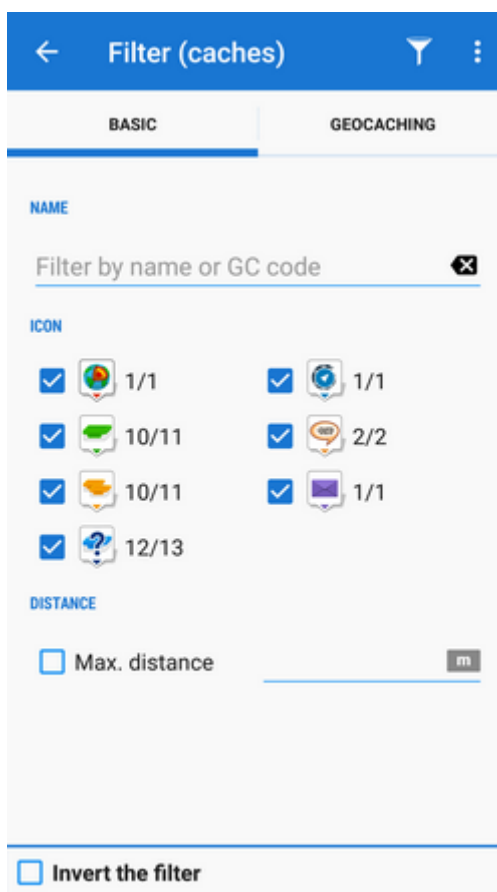 Filter (caches)
BASIC GEOCACHING
NAME
Filter by name or GC code
ICON
1/1 1/1
10/11 2/2
10/11 1/1
12/13
DISTANCE
Max. distance m
Invert the filter